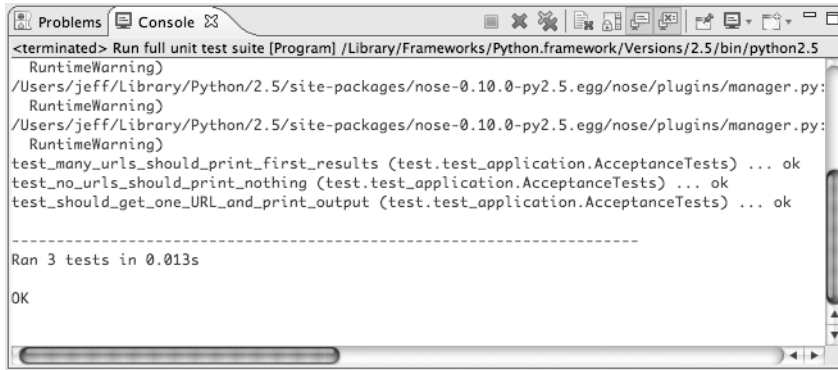 Problems Console
<terminated> Run full unit test suite [Program] /Library/Frameworks/Python.framework/Versions/2.5/bin/python2.5
RuntimeWarning)
/Users/jeff/Library/Python/2.5/site-packages/nose-0.10.0-py2.5.egg/nose/plugins/manager.py:
RuntimeWarning)
/Users/jeff/Library/Python/2.5/site-packages/nose-0.10.0-py2.5.egg/nose/plugins/manager.py:
RuntimeWarning)
test_many_urls_should_print_first_results (test.test_application.AcceptanceTests) ... ok
test_no_urls_should_print_nothing (test.test_application.AcceptanceTests) ... ok
test_should_get_one_URL_and_print_output (test.test_application.AcceptanceTests) ... ok
----------------------------------------------------------------------
Ran 3 tests in 0.013s
OK